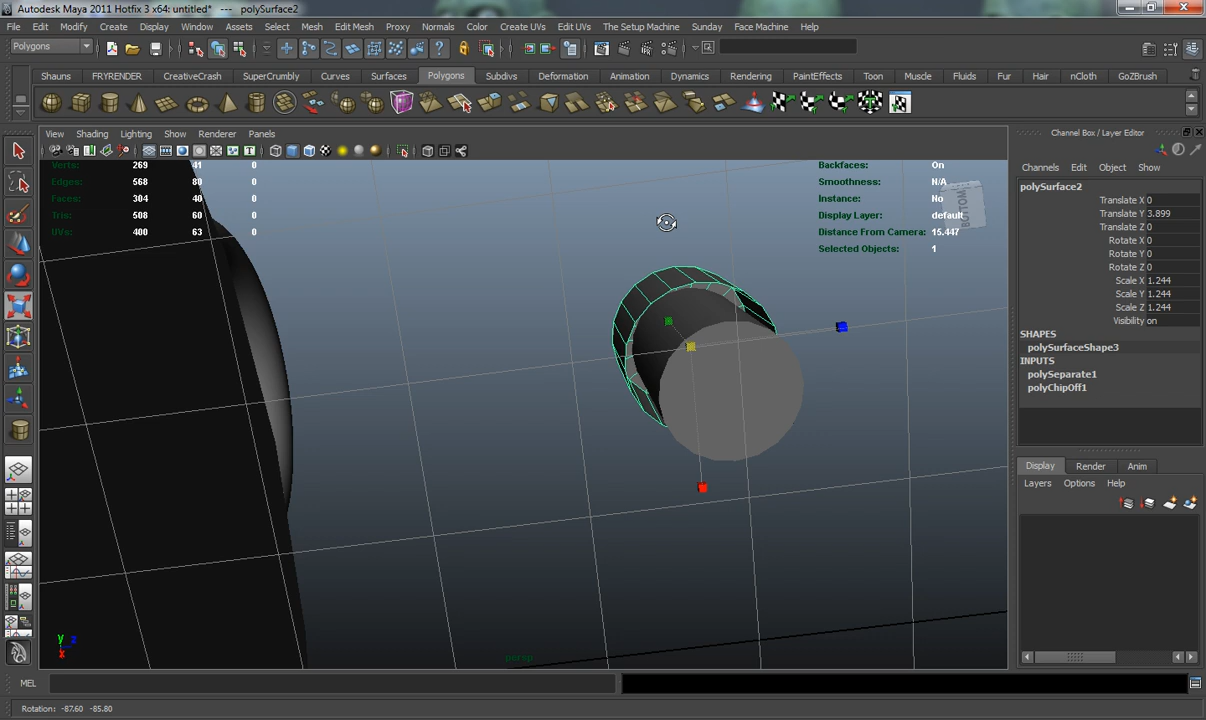 Autodesk Maya 2011 Hotfix 3 x64: untitled* --- polySurface2
File Edit Modify Create Display Window Assets Select Mesh Edit Mesh Proxy Normals Color Create UVs Edit UVs The Setup Machine Muscle Sunday Face Machine Help
Polygons
Shauns FRYRENDER CreativeCrash SuperCrumbly Curves Surfaces Polygons Subdivs Deformation Animation Dynamics Rendering PaintEffects Toon Muscle Fluids Fur Hair nCloth GoZBrush
View Shading Lighting Show Renderer Panels
Channel Box / Layer Editor
Channels Edit Object Show
Verts: 269 41 0
Edges: 568 80 0
Faces: 304 40 0
Tris: 508 60 0
UVs: 400 63 0
Backfaces: On
Smoothness: N/A
Instance: No
Display Layer: default
Distance From Camera: 15.447
Selected Objects: 1
BOTTOM
polySurface2
Translate X 0
Translate Y 3.899
Translate Z 0
Rotate X 0
Rotate Y 0
Rotate Z 0
Scale X 1.244
Scale Y 1.244
Scale Z 1.244
Visibility on
SHAPES
polySurfaceShape3
INPUTS
polySeparate1
polyChipOff1
Display Render Anim
Layers Options Help
y z
x
persp
MEL
Rotation: -87.60 -85.80